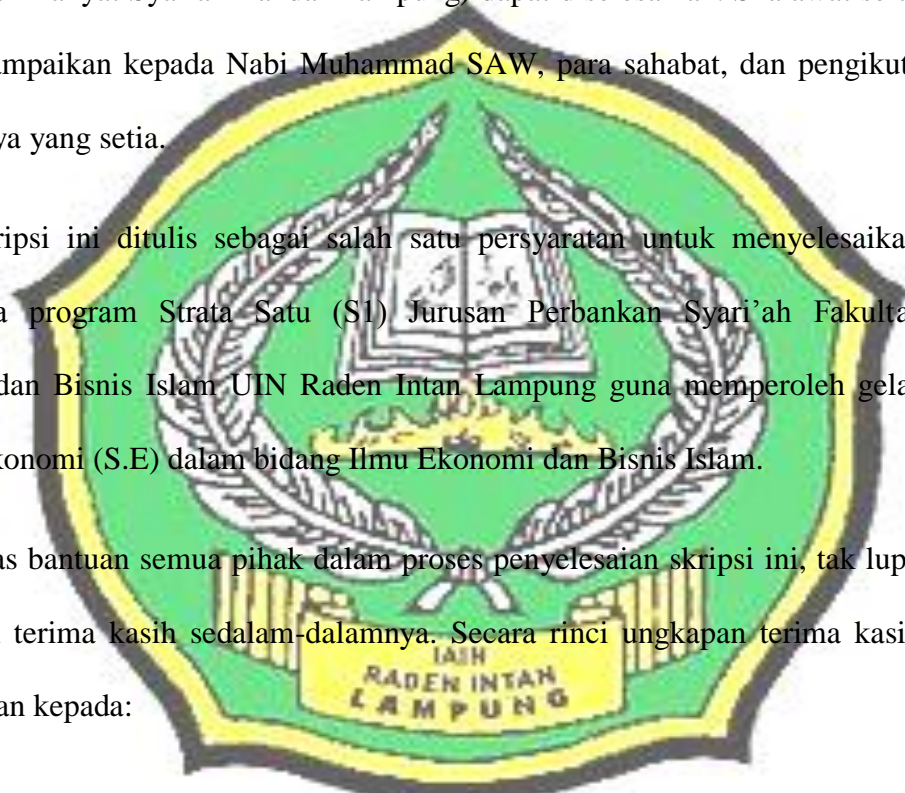 dapat
ampaikan kepada Nabi Muhammad SAW, para sahabat, dan pengikut
ya yang setia.
ripsi ini ditulis sebagai salah satu persyaratan untuk menyelesaika
a program Strata Satu (S1) Jurusan Perbankan Syari’ah Fakulta
dan Bisnis Islam UIN Raden Intan Lampung guna memperoleh gela
konomi (S.E) dalam bidang Ilmu Ekonomi dan Bisnis Islam.
as bantuan semua pihak dalam proses penyelesaian skripsi ini, tak lup
terima kasih sedalam-dalamnya. Secara rinci ungkapan terima kasi
an kepada:
IAIN
RADEN INTAN
LAMPUNG